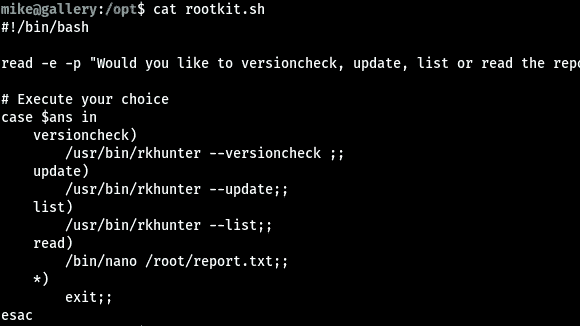 mike@gallery:/opt$ cat rootkit.sh
#!/bin/bash
read -e -p "Would you like to versioncheck, update, list or read the
# Execute your choice
case $ans in
versioncheck)
/usr/bin/rkhunter --versioncheck ;;
update)
/usr/bin/rkhunter --update;;
list)
/usr/bin/rkhunter --list;;
read)
/bin/nano /root/report.txt;;
*)
exit;;
esac